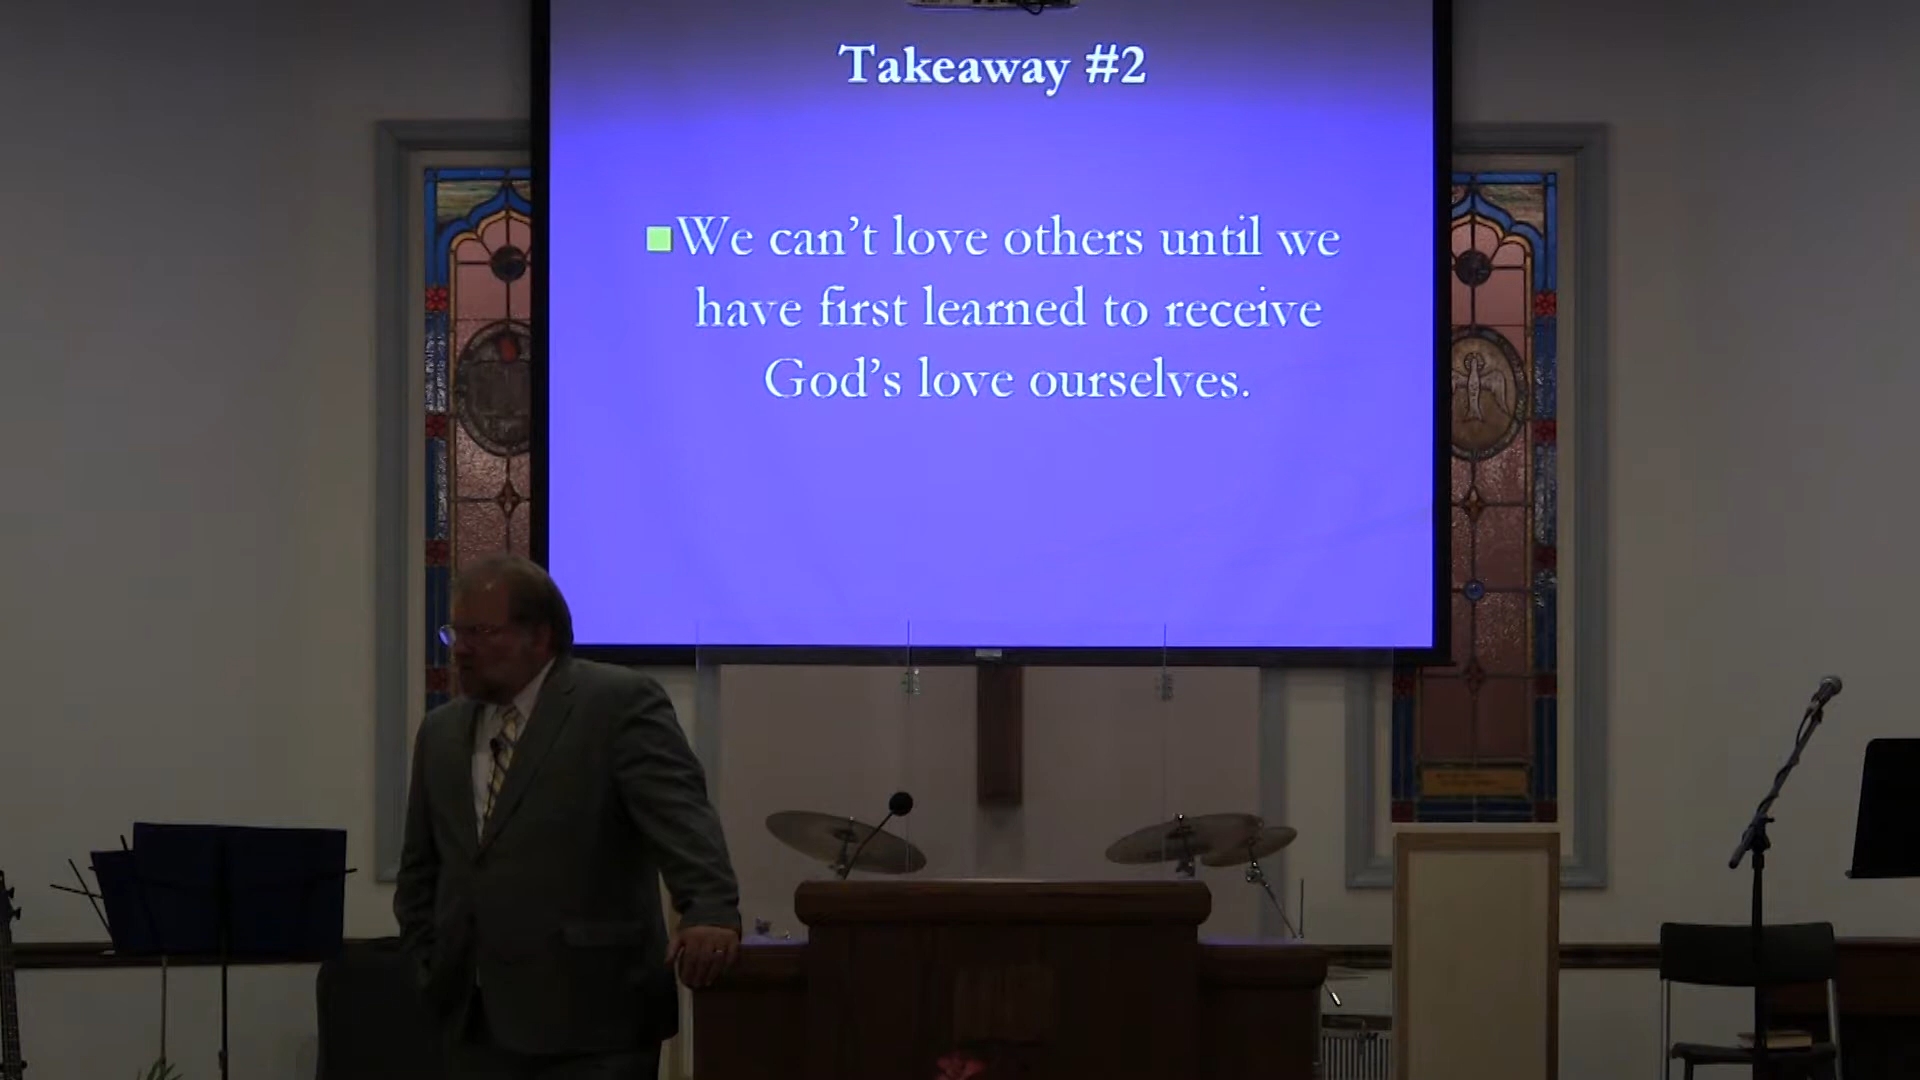 Takeaway #2
We can't love others until we
have first learned to receive
God's love ourselves.